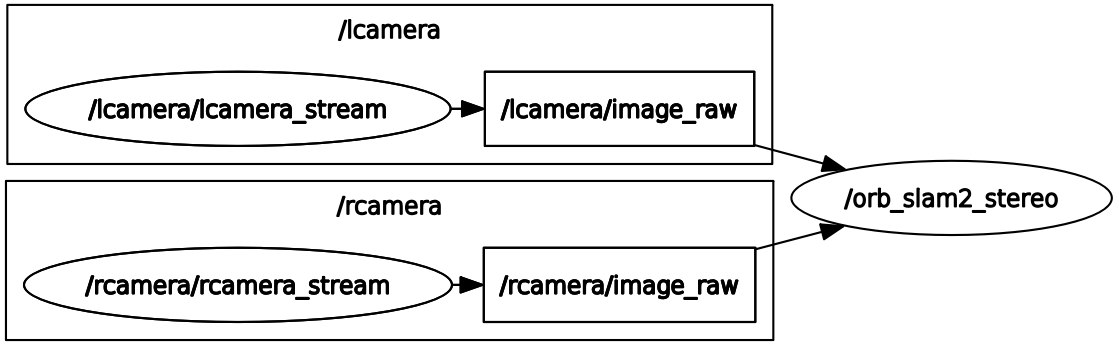 /lcamera
/lcamera/lcamera_stream
/lcamera/image_raw
/rcamera
/rcamera/rcamera_stream
/rcamera/image_raw
/orb_slam2_stereo